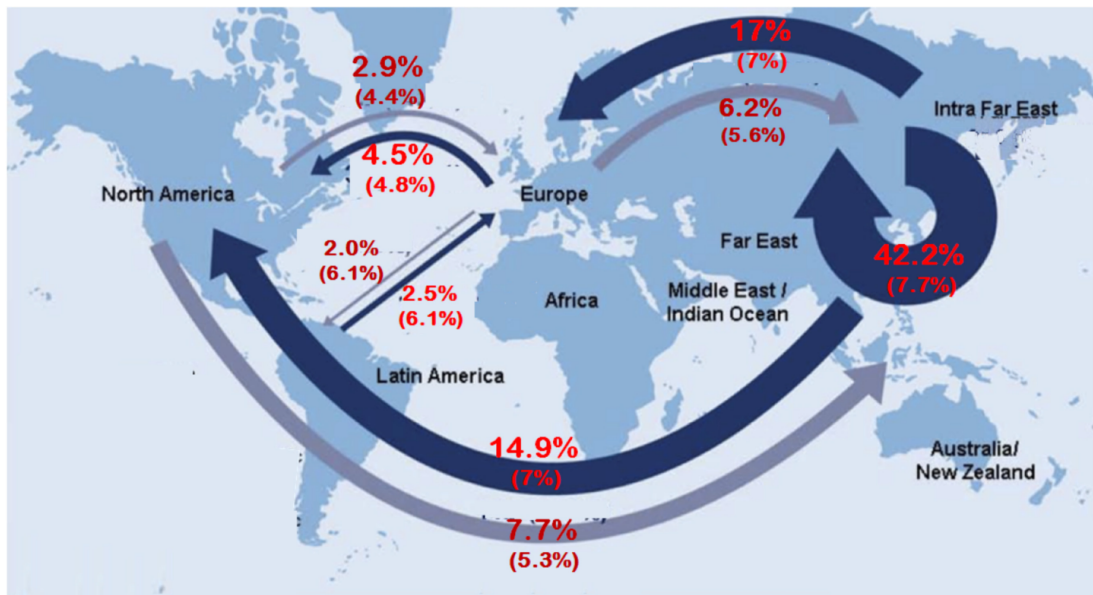 17%
(7%)
2.9%
(4.4%)
6.2%
(5.6%)
Intra Far East
4.5%
(4.8%)
North America
Europe
Far East
42.2%
(7.7%)
2.0%
(6.1%)
2.5%
(6.1%)
Africa
Middle East /
Indian Ocean
Latin America
14.9%
(7%)
Australia/
New Zealand
7.7%
(5.3%)